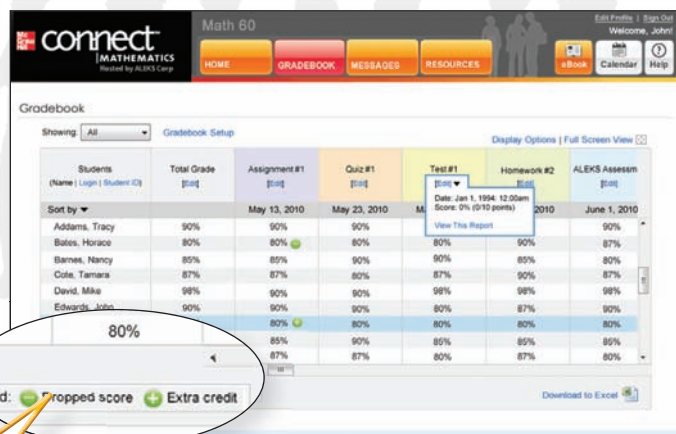 Mc Graw Hill connect
MATHEMATICS
Hosted by ALEKS Corp
Math 60
Edit Profile | Sign Out
Welcome, John!
HOME GRADEBOOK MESSAGES RESOURCES
eBook Calendar Help
Gradebook
Showing: All Gradebook Setup
Display Options | Full Screen View
Students Total Grade Assignment #1 Quiz #1 Test #1 Homework #2 ALEKS Assessm
(Name | Login | Student ID) [Edit] [Edit] [Edit] [Edit] [Edit] [Edit]
Sort by May 13, 2010 May 23, 2010 M 2010 June 1, 2010
Date: Jan 1, 1994: 12:00am
Score: 0% (0/10 points)
View This Report
Addams, Tracy 90% 90% 90% 90%
Bates, Horace 80% 80% 80% 80% 90% 87%
Barnes, Nancy 85% 85% 90% 90% 85% 80%
Cole, Tamara 87% 87% 80% 87% 90% 87%
David, Mike 98% 90% 90% 98% 98% 98%
Edwards, John 90% 90% 90% 80% 87% 90%
80% 80% 80% 80% 80%
85% 90% 85% 85% 85%
87% 87% 80% 87% 80%
80%
d: Dropped score Extra credit
Download to Excel